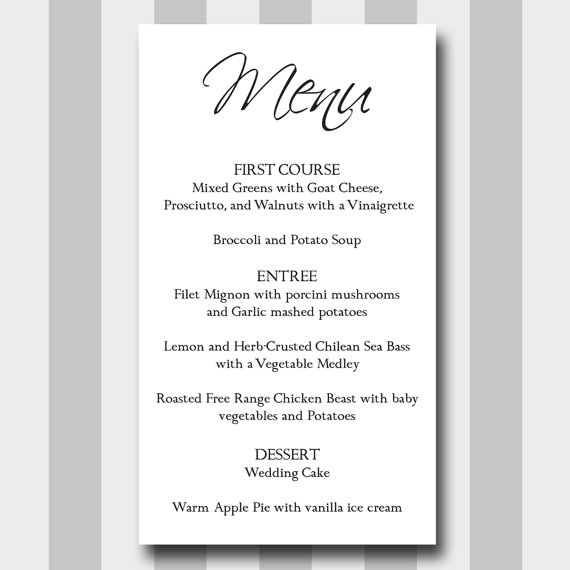 Menu
FIRST COURSE
Mixed Greens with Goat Cheese,
Prosciutto, and Walnuts with a Vinaigrette
Broccoli and Potato Soup
ENTREE
Filet Mignon with porcini mushrooms
and Garlic mashed potatoes
Lemon and Herb-Crusted Chilean Sea Bass
with a Vegetable Medley
Roasted Free Range Chicken Beast with baby
vegetables and Potatoes
DESSERT
Wedding Cake
Warm Apple Pie with vanilla ice cream